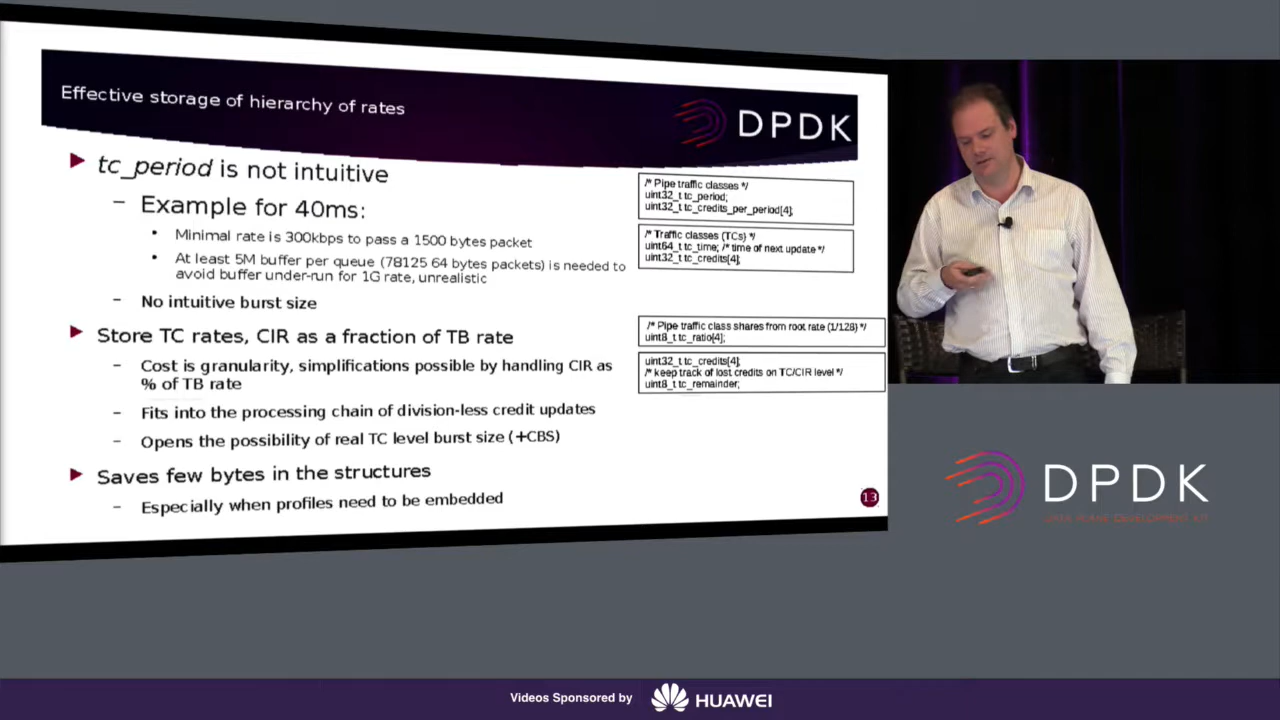 Effective storage of hierarchy of rates
DPDK
tc_period is not intuitive
– Example for 40ms:
• Minimal rate is 300kbps to pass a 1500 bytes packet
• At least 5M buffer per queue (78125 64 bytes packets) is needed to
avoid buffer under-run for 1G rate, unrealistic
– No intuitive burst size
Store TC rates, CIR as a fraction of TB rate
– Cost is granularity, simplifications possible by handling CIR as
% of TB rate
– Fits into the processing chain of division-less credit updates
– Opens the possibility of real TC level burst size (+CBS)
Saves few bytes in the structures
– Especially when profiles need to be embedded
/* Pipe traffic classes */
uint32_t tc_period;
uint32_t tc_credits_per_period[4];
/* Traffic classes (TCs) */
uint64_t tc_time; /* time of next update */
uint32_t tc_credits[4];
/* Pipe traffic class shares from root rate (1/128) */
uint8_t tc_ratio[4];
uint32_t tc_credits[4];
/* keep track of lost credits on TC/CIR level */
uint8_t tc_remainder;
13
DPDK
DATA PLANE DEVELOPMENT KIT
Videos Sponsored by
HUAWEI